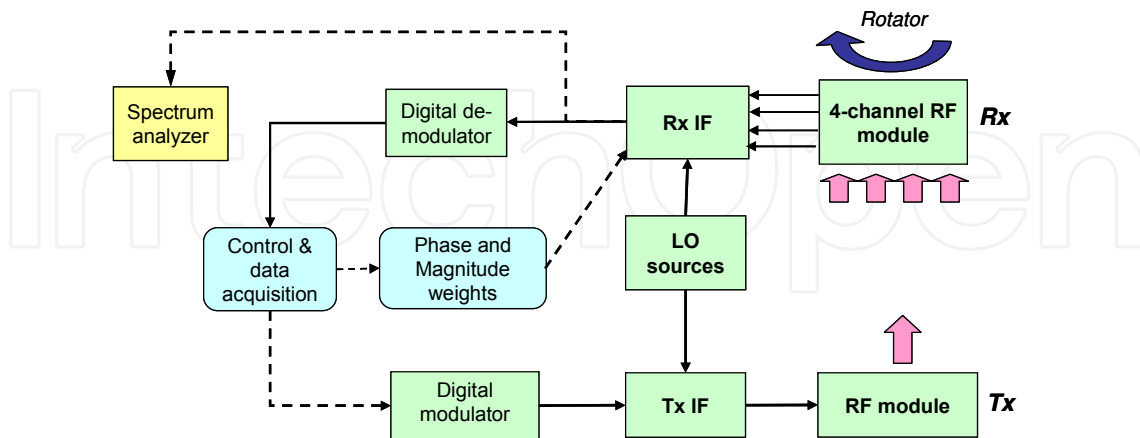 Rotator
Spectrum
analyzer
Digital de-
modulator
Rx IF
4-channel RF
module
Rx
Control &
data
acquisition
Phase and
Magnitude
weights
LO
sources
Digital
modulator
Tx IF
RF module
Tx
IntechOpen